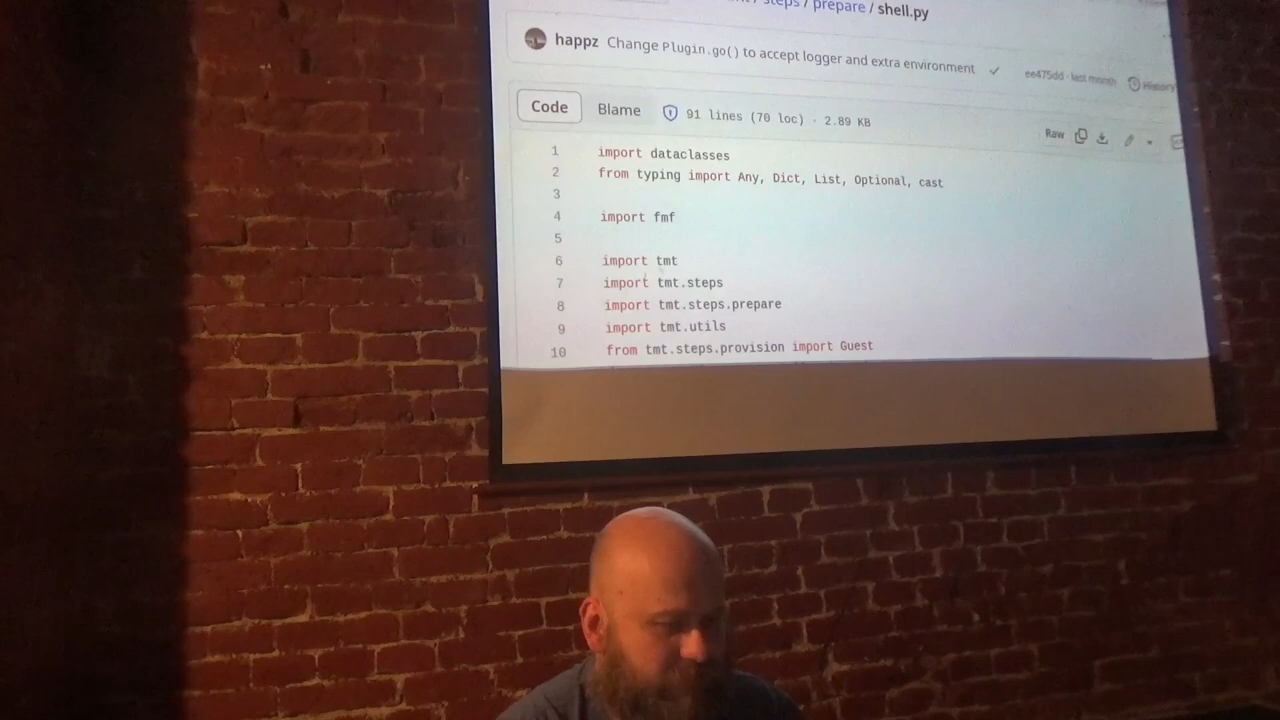 / steps / prepare / shell.py
happz Change Plugin.go() to accept logger and extra environment ee475dd · last month History
Code Blame 91 lines (70 loc) · 2.89 KB Raw
1 import dataclasses
2 from typing import Any, Dict, List, Optional, cast
3
4 import fmf
5
6 import tmt
7 import tmt.steps
8 import tmt.steps.prepare
9 import tmt.utils
10 from tmt.steps.provision import Guest